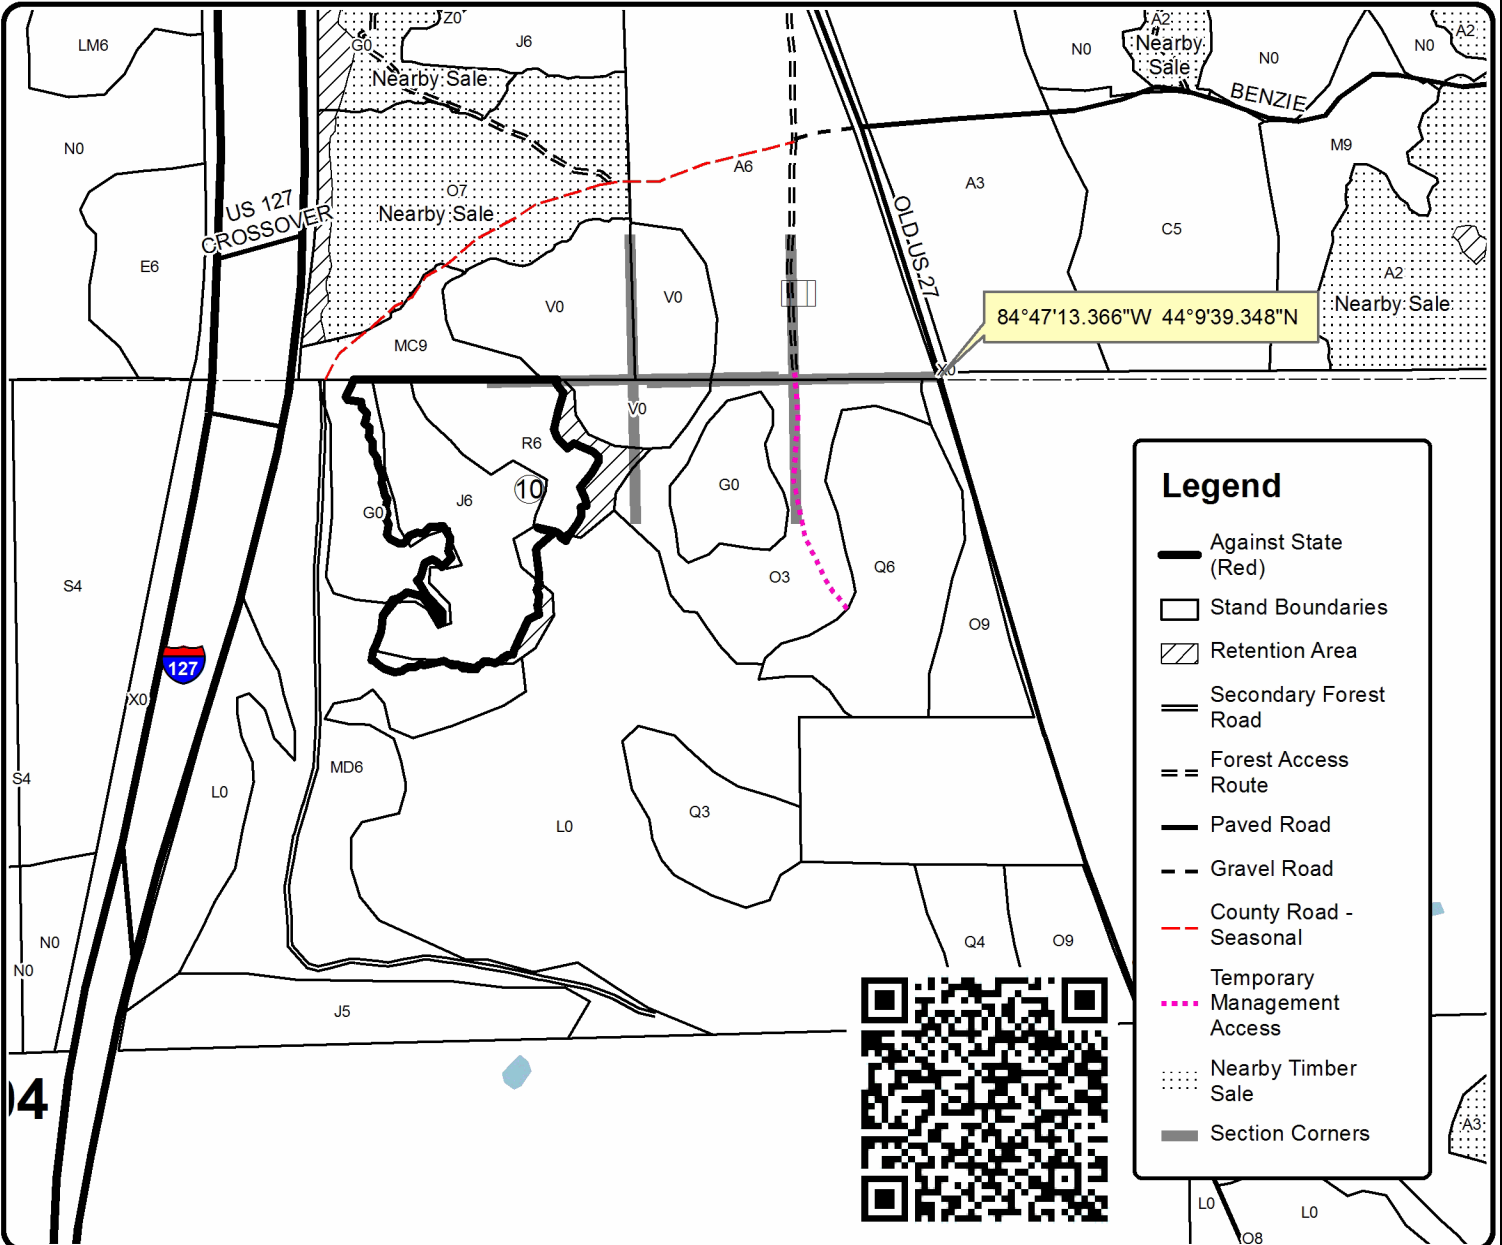 Z0
A2
LM6
G0
J6
N0
Nearby
Sale
N0
N0
A2
Nearby Sale
BENZIE
N0
A6
M9
O7
Nearby Sale
A3
US 127
CROSSOVER
OLD-US-27
C5
E6
V0
V0
A2
Nearby Sale
84°47'13.366"W 44°9'39.348"N
MC9
X0
V0
R6
10
J6
G0
G0
O3
Q6
S4
O9
127
X0
S4
MD6
L0
L0
Q3
N0
N0
Q4
O9
J5
04
Legend
Against State
(Red)
Stand Boundaries
Retention Area
Secondary Forest
Road
Forest Access
Route
Paved Road
Gravel Road
County Road -
Seasonal
Temporary
Management
Access
Nearby Timber
Sale
Section Corners
A3
L0
L0
O8